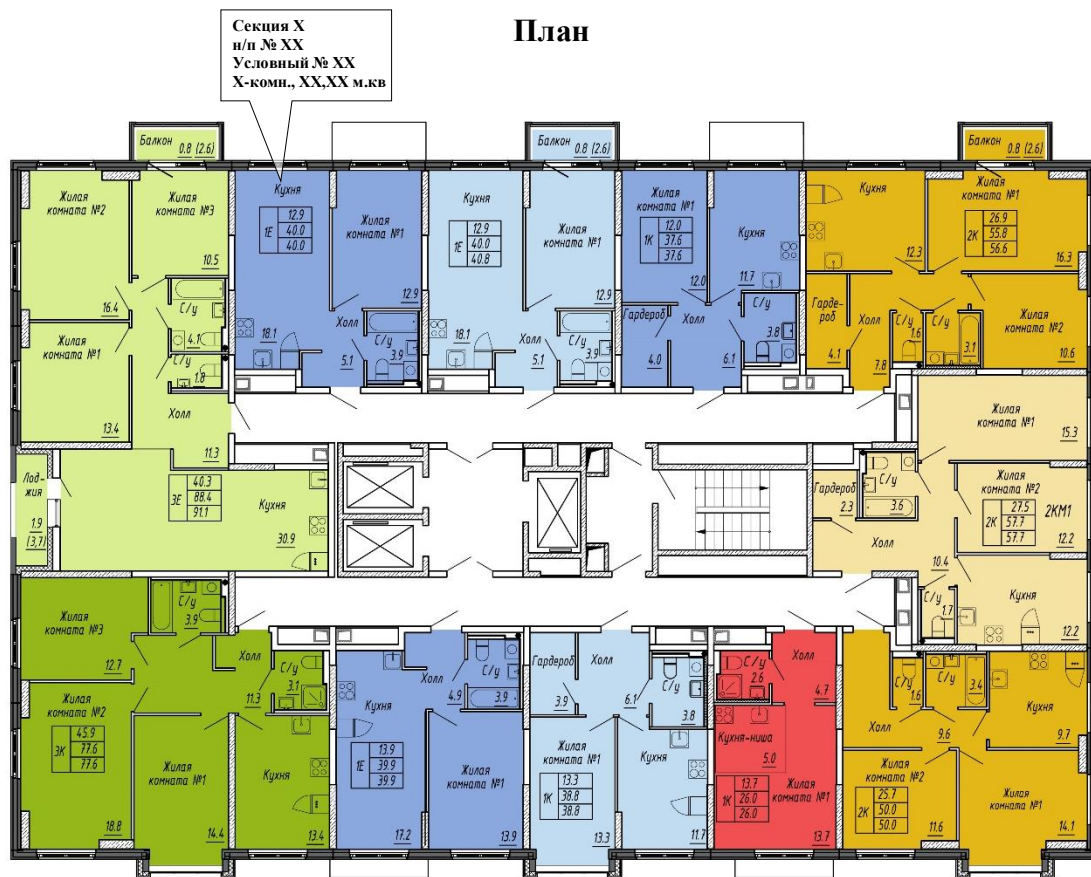 План
Секция X
н/п № XX
Условный № XX
X-комн., XX,XX м.кв
Балкон
0.8 (2.6)
Жилая
комната №2
16.4
Жилая
комната №3
10.5
С/у
4.1
С/у
1.8
Жилая
комната №1
13.4
Холл
11.3
Лод-
жия
1.9
(3,7)
3Е
40.3
88.4
91.1
Кухня
30.9
Кухня
1Е
12.9
40.0
40.0
18.1
Жилая
комната №1
12.9
Холл
5.1
С/у
3.9
Кухня
1Е
12.9
40.0
40.8
18.1
Балкон
0.8 (2.6)
Жилая
комната №1
12.9
Холл
5.1
С/у
3.9
Жилая
комната №1
1К
12.0
37.6
37.6
12.0
Кухня
11.7
Гардероб
4.0
Холл
6.1
С/у
3.8
Балкон
0.8 (2.6)
Кухня
12.3
Жилая
комната №1
2К
26.9
55.8
56.6
16.3
Гарде-
роб
4.1
Холл
7.8
С/у
1.6
С/у
3.1
Жилая
комната №2
10.6
Жилая
комната №1
15.3
Гардероб
2.3
С/у
3.6
Жилая
комната №2
2К
27.5
57.7
57.7
2КМ1
12.2
Холл
10.4
С/у
1.7
Кухня
12.2
Жилая
комната №3
12.7
С/у
3.9
Холл
11.3
С/у
3.1
Жилая
комната №2
3К
45.9
77.6
77.6
18.8
Жилая
комната №1
14.4
Кухня
13.4
Холл
4.9
С/у
3.9
Кухня
1Е
13.9
39.9
39.9
17.2
Жилая
комната №1
13.9
Гардероб
3.9
Холл
6.1
С/у
3.8
Жилая
комната №1
1К
13.3
38.8
38.8
13.3
Кухня
11.7
С/у
2.6
Холл
4.7
Кухня-ниша
5.0
1К
13.7
26.0
26.0
Жилая
комната №1
13.7
С/у
1.6
С/у
3.4
Холл
9.6
Кухня
9.7
Жилая
комната №2
2К
25.7
50.0
50.0
11.6
Жилая
комната №1
14.1